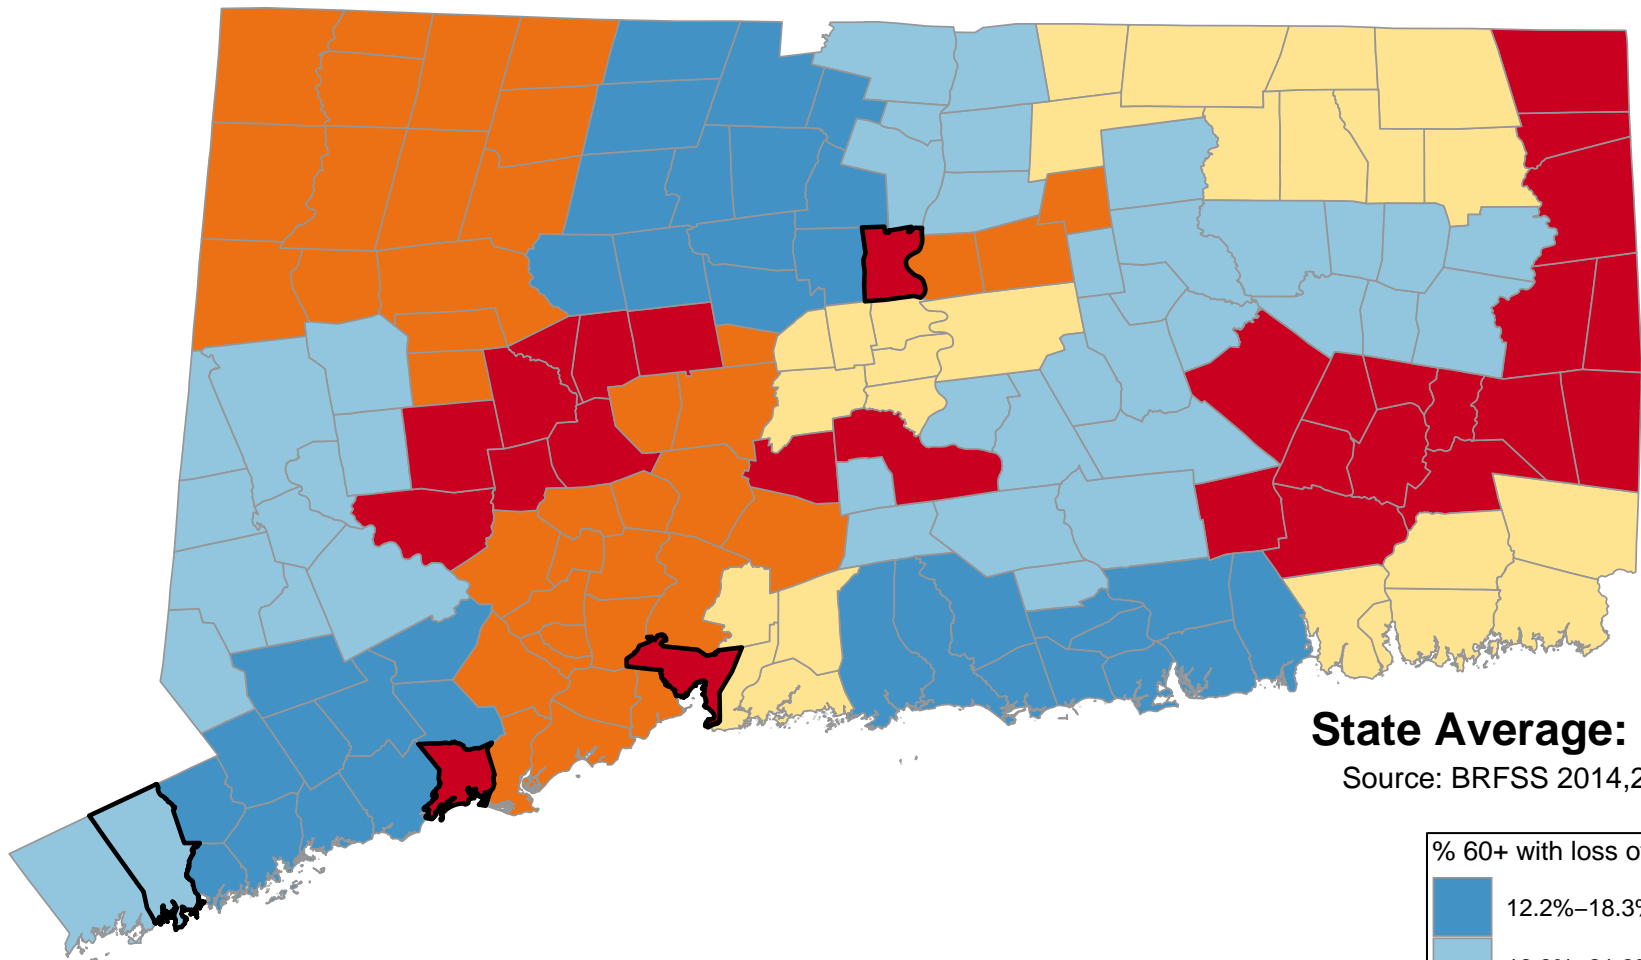 State Average:
Source: BRFSS 2014,2
% 60+ with loss o
12.2%–18.3%